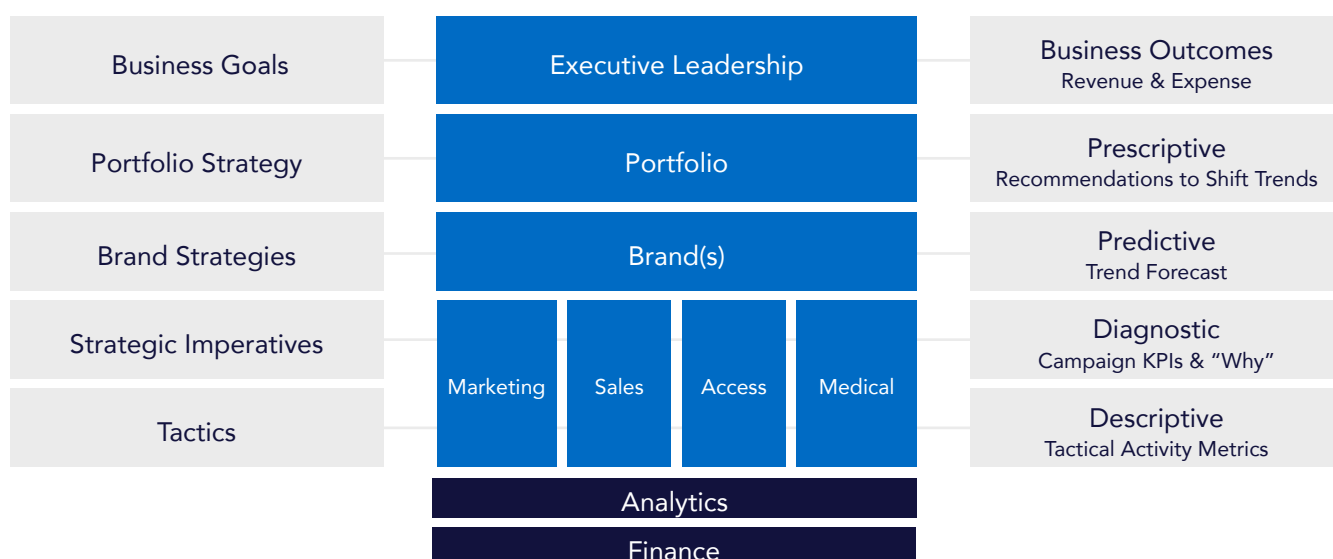 Business Goals
Executive Leadership
Business Outcomes
Revenue & Expense
Portfolio Strategy
Portfolio
Prescriptive
Recommendations to Shift Trends
Brand Strategies
Brand(s)
Predictive
Trend Forecast
Strategic Imperatives
Diagnostic
Campaign KPIs & “Why”
Marketing
Sales
Access
Medical
Tactics
Descriptive
Tactical Activity Metrics
Analytics
Finance